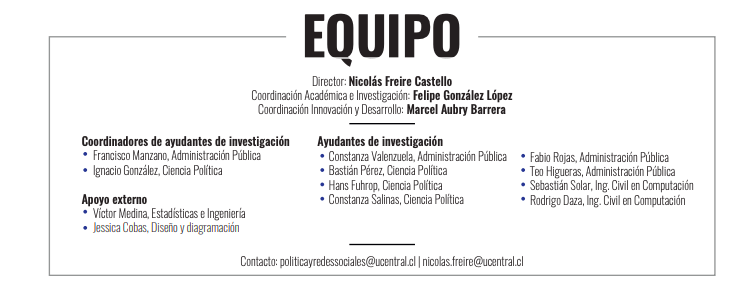 EQUIPO
Director: Nicolás Freire Castello
Coordinación Académica e Investigación: Felipe González López
Coordinación Innovación y Desarrollo: Marcel Aubry Barrera
Coordinadores de ayudantes de investigación
• Francisco Manzano, Administración Pública
• Ignacio González, Ciencia Política
Apoyo externo
• Víctor Medina, Estadísticas e Ingeniería
• Jessica Cobas, Diseño y diagramación
Ayudantes de investigación
• Constanza Valenzuela, Administración Pública
• Bastián Pérez, Ciencia Política
• Hans Fuhrop, Ciencia Política
• Constanza Salinas, Ciencia Política
• Fabio Rojas, Administración Pública
• Teo Higueras, Administración Pública
• Sebastián Solar, Ing. Civil en Computación
• Rodrigo Daza, Ing. Civil en Computación
Contacto: politicayredessociales@ucentral.cl | nicolas.freire@ucentral.cl